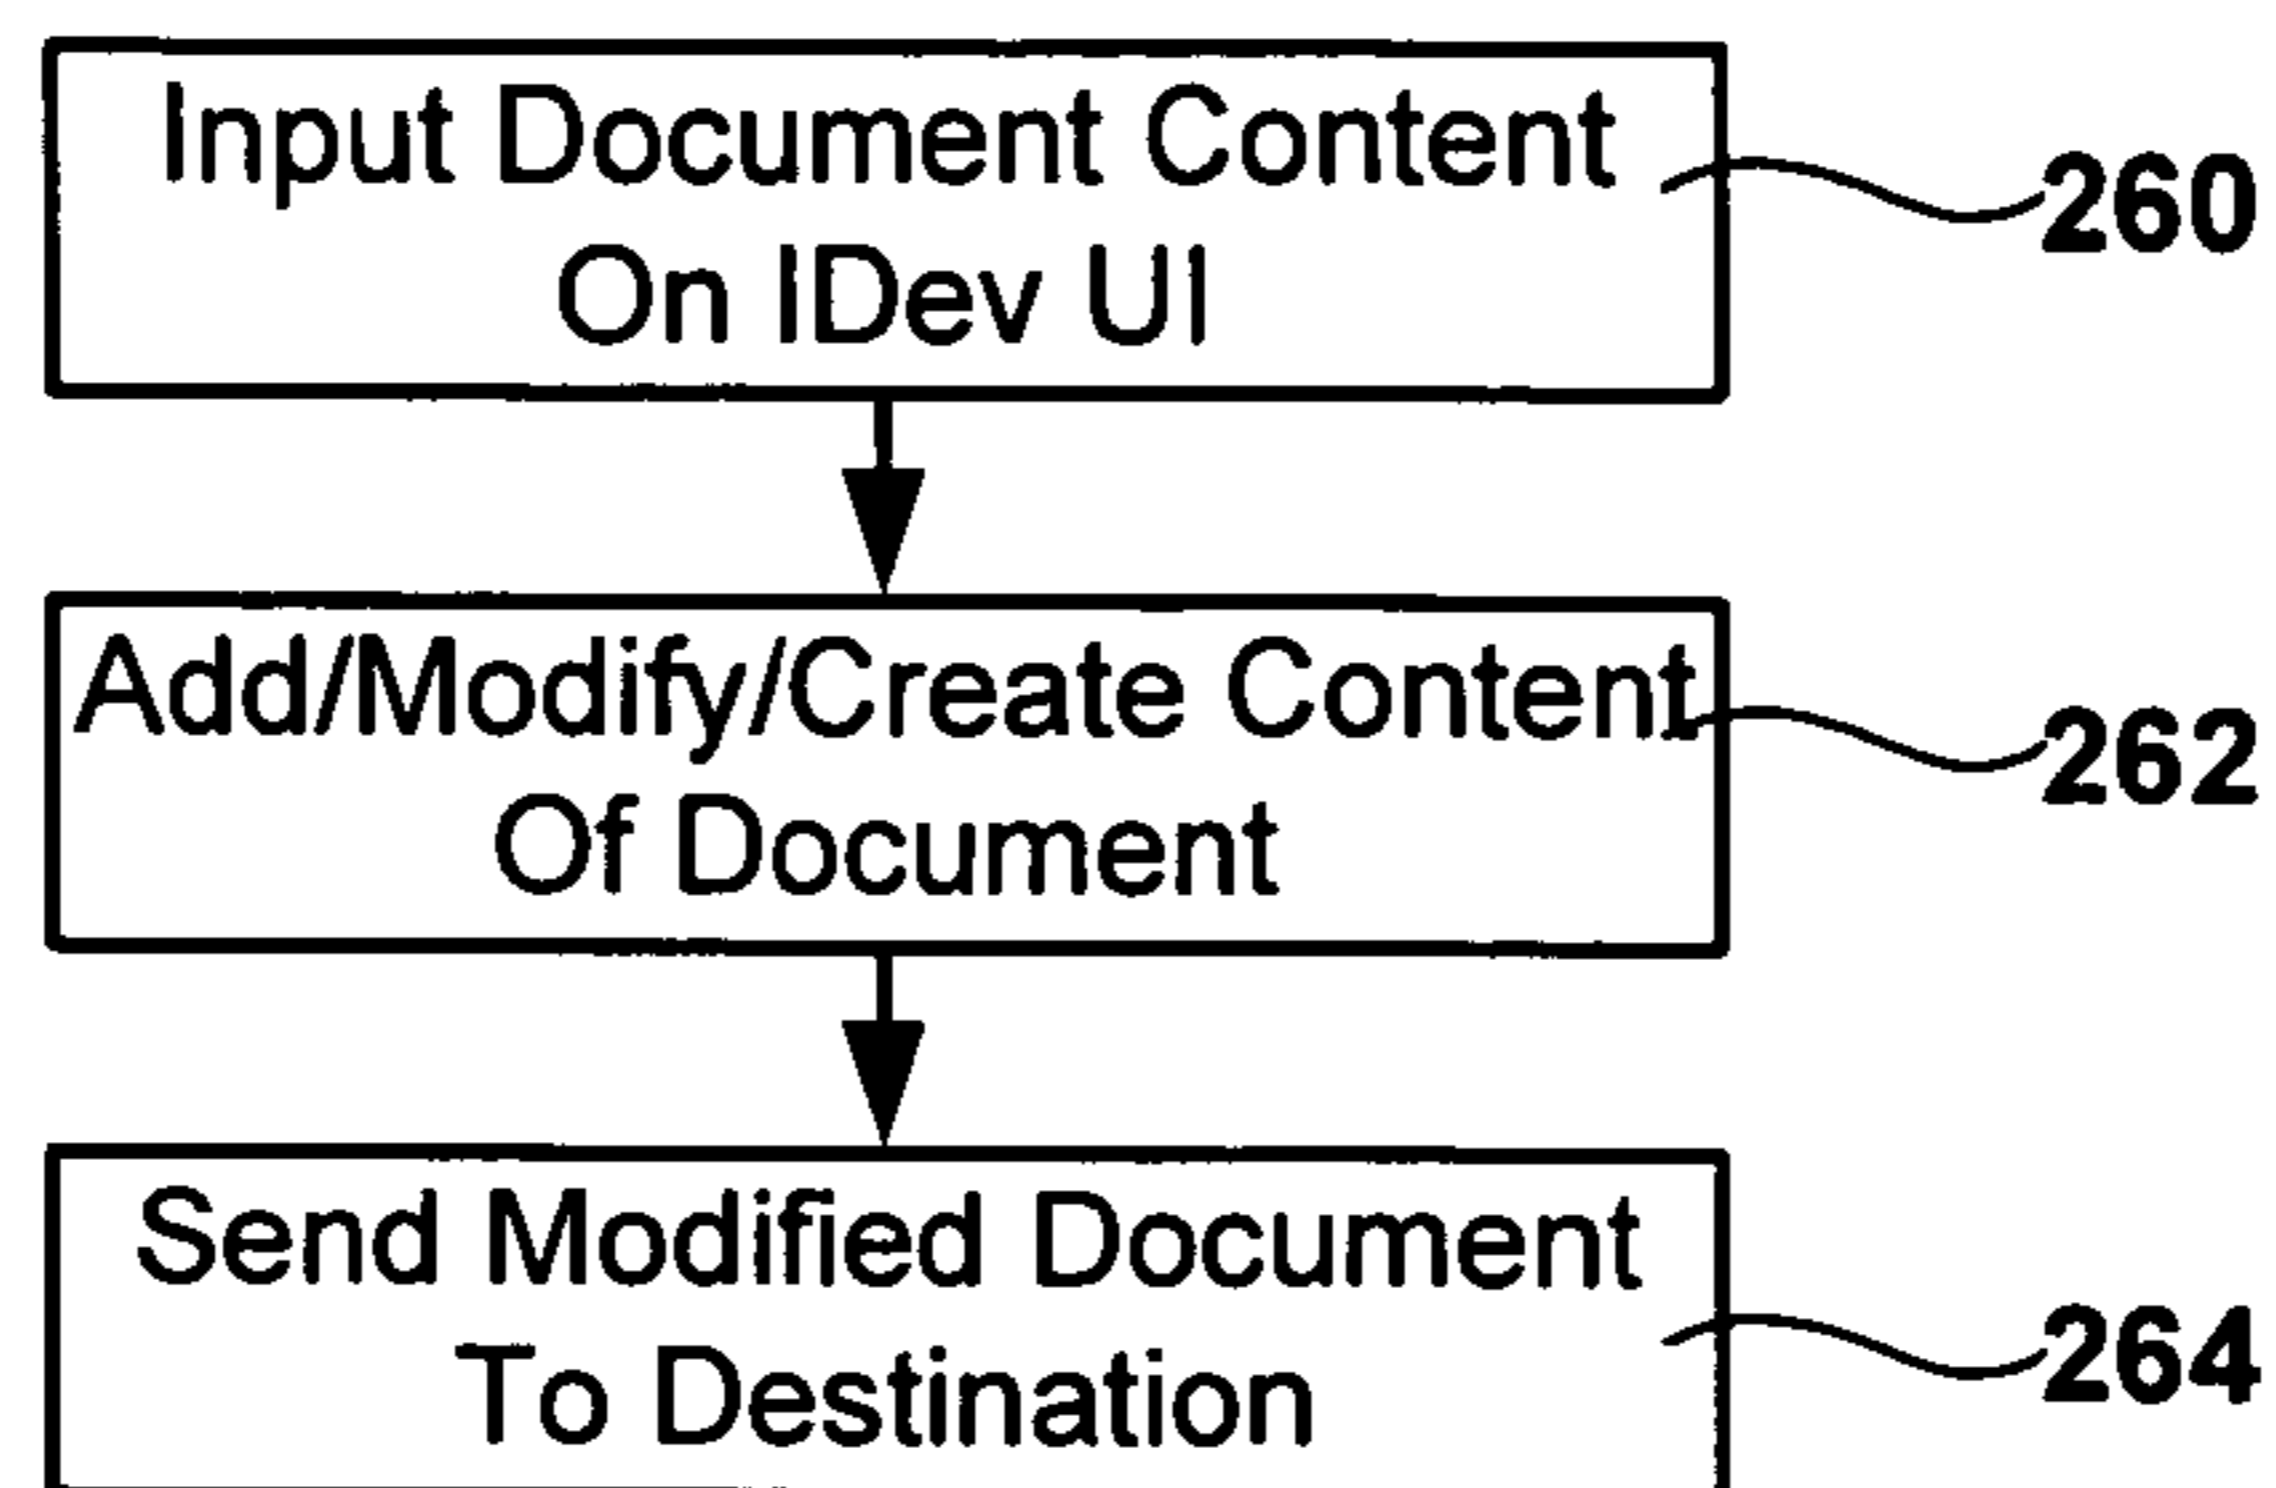 Input Document Content
On IDev UI
260
Add/Modify/Create Content
Of Document
262
Send Modified Document
To Destination
264